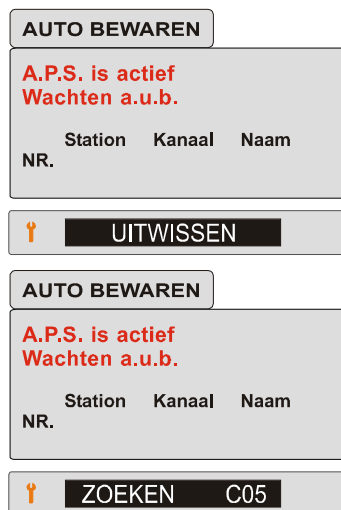 AUTO BEWAREN
A.P.S. is actief
Wachten a.u.b.
Station Kanaal Naam
NR.
UITWISSEN
AUTO BEWAREN
A.P.S. is actief
Wachten a.u.b.
Station Kanaal Naam
NR.
ZOEKEN C05